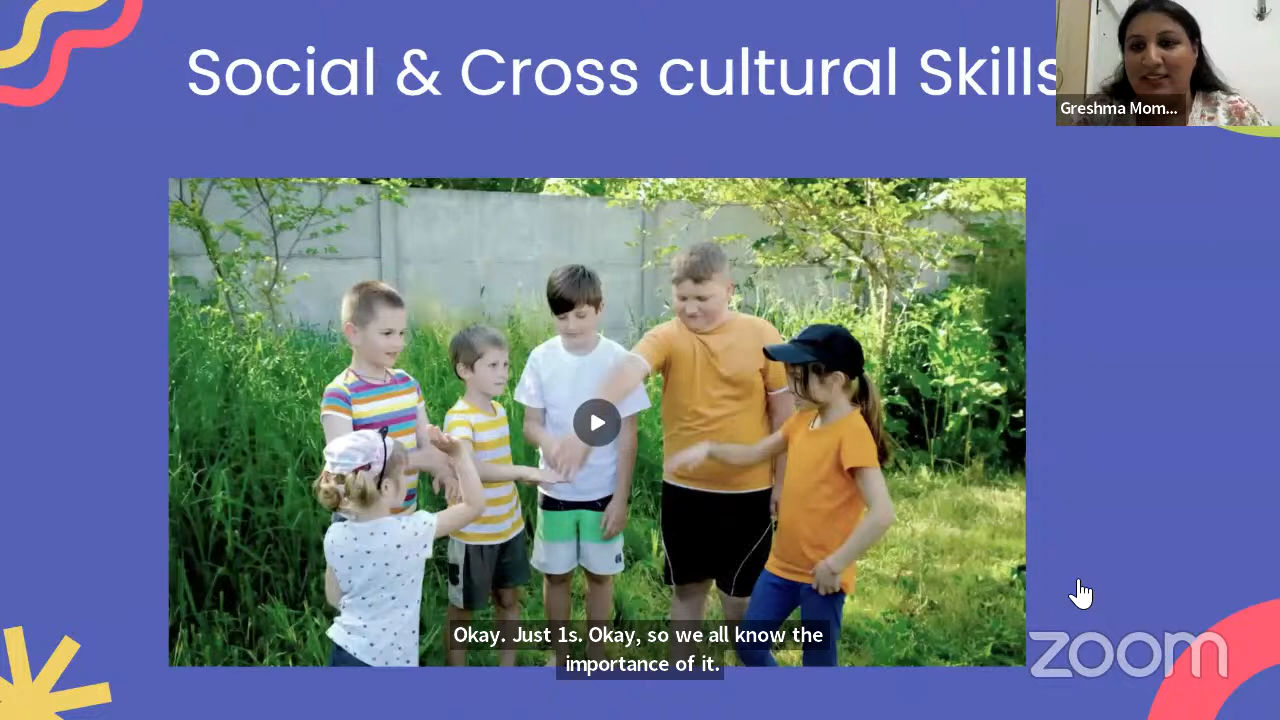 Social & Cross cultural Skills
Greshma Mom...
Okay. Just 1s. Okay, so we all know the
importance of it.
zoom